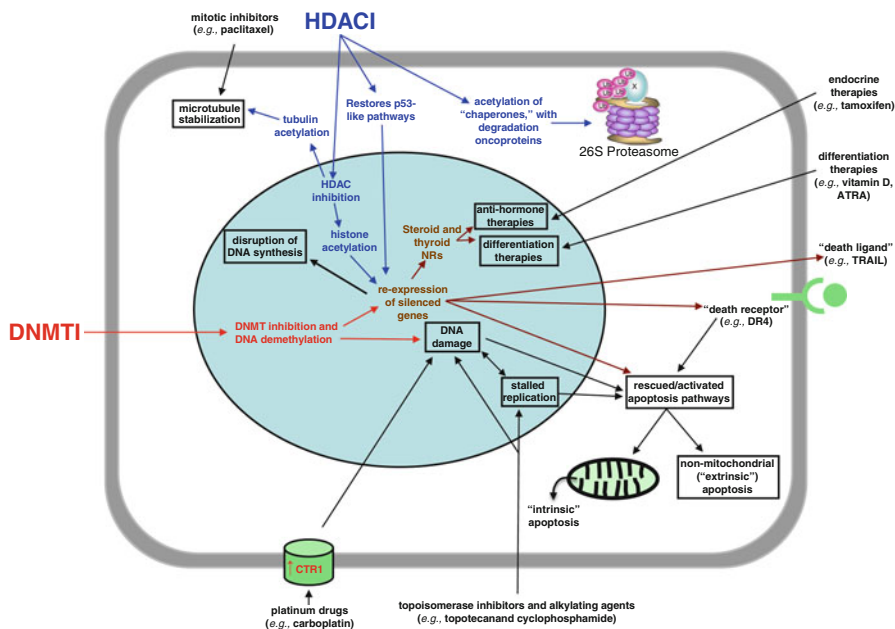 mitotic inhibitors
(e.g., paclitaxel)
HDACI
microtubule
stabilization
tubulin
acetylation
Restores p53-
like pathways
acetylation of
“chaperones,” with
degradation
oncoproteins
X
26S Proteasome
endocrine
therapies
(e.g., tamoxifen)
differentiation
therapies
(e.g., vitamin D,
ATRA)
HDAC
inhibition
histone
acetylation
disruption of
DNA synthesis
Steroid and
thyroid
NRs
anti-hormone
therapies
differentiation
therapies
“death ligand”
(e.g., TRAIL)
re-expression
of silenced
genes
“death receptor”
(e.g., DR4)
DNMTI
DNMT inhibition and
DNA demethylation
DNA
damage
stalled
replication
rescued/activated
apoptosis pathways
non-mitochondrial
(“extrinsic”)
apoptosis
“intrinsic”
apoptosis
↑ CTR1
platinum drugs
(e.g., carboplatin)
topoisomerase inhibitors and alkylating agents
(e.g., topotecanand cyclophosphamide)